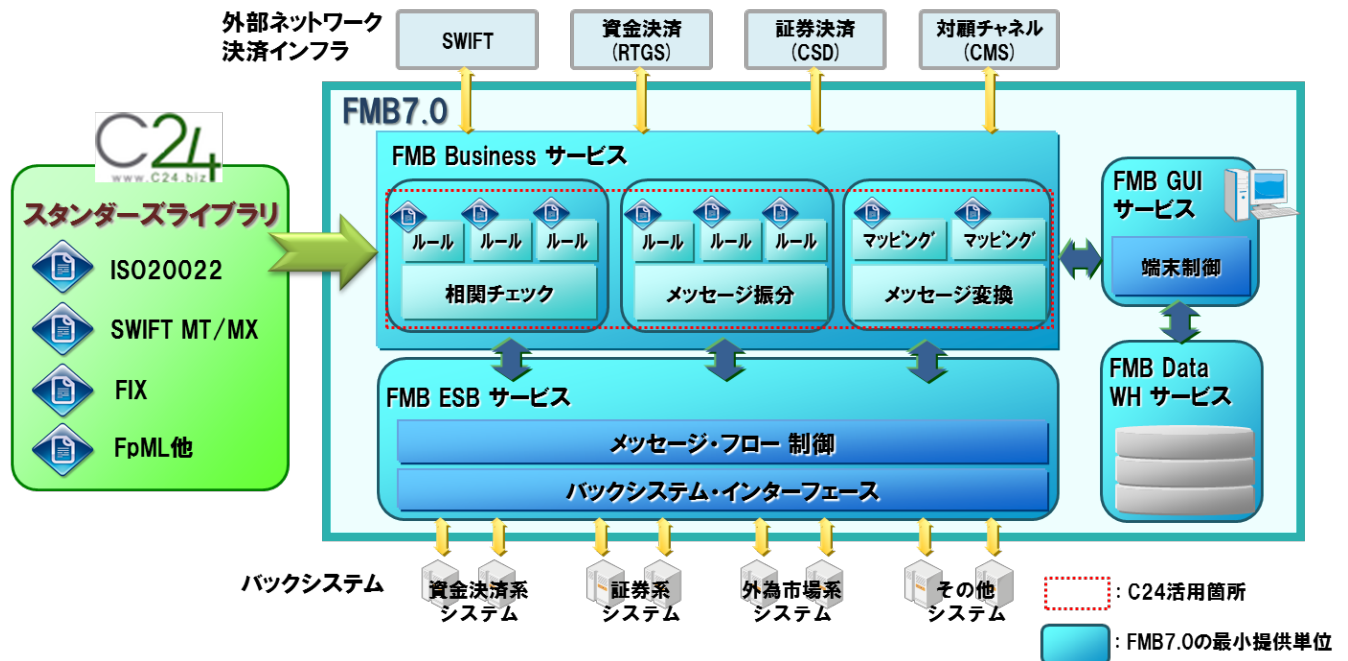 外部ネットワーク
決済インフラ
SWIFT
資金決済
(RTGS)
証券決済
(CSD)
対顧チャネル
(CMS)
FMB7.0
C24
www.C24.biz
スタンダーズライブラリ
ISO20022
SWIFT MT/MX
FIX
FpML他
FMB Business サービス
ルール
ルール
ルール
相関チェック
ルール
ルール
ルール
メッセージ振分
マッピング
マッピング
メッセージ変換
FMB GUI
サービス
端末制御
FMB ESB サービス
メッセージ・フロー 制御
バックシステム・インターフェース
FMB Data
WH サービス
バックシステム
資金決済系
システム
証券系
システム
外為市場系
システム
その他
システム
：C24活用箇所
：FMB7.0の最小提供単位